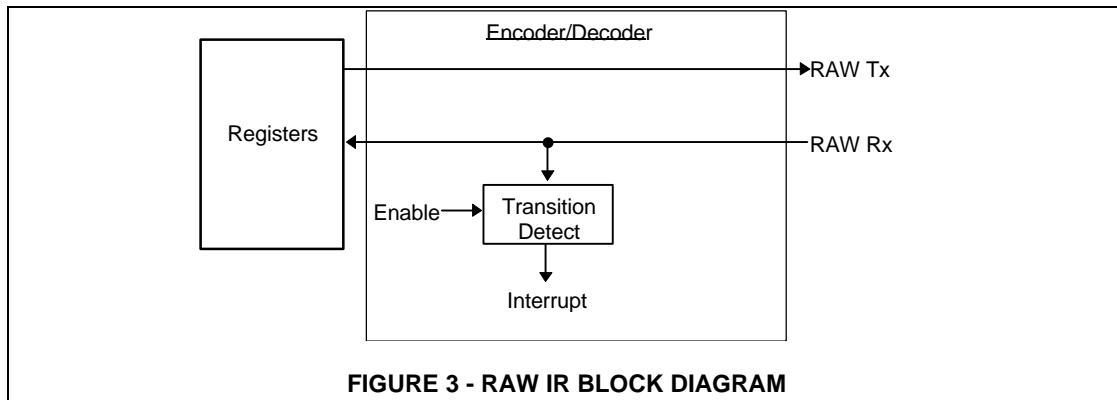 Encoder/Decoder
RAW Tx
Registers
RAW Rx
Enable
Transition
Detect
Interrupt
FIGURE 3 - RAW IR BLOCK DIAGRAM